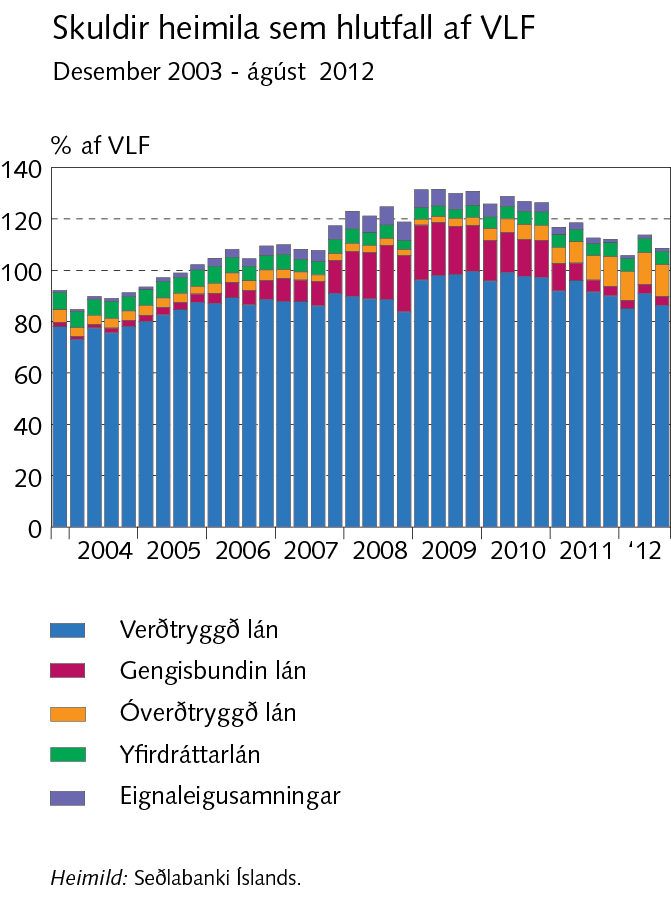 Skuldir heimila sem hlutfall af VLF
Desember 2003 - ágúst 2012
% af VLF
140
120
100
80
60
40
20
0
2004 2005 2006 2007 2008 2009 2010 2011 '12
Verðtryggð lán
Gengisbundin lán
Óverðtryggð lán
Yfirdráttarlán
Eignaleigusamningar
Heimild: Seðlabanki Íslands.